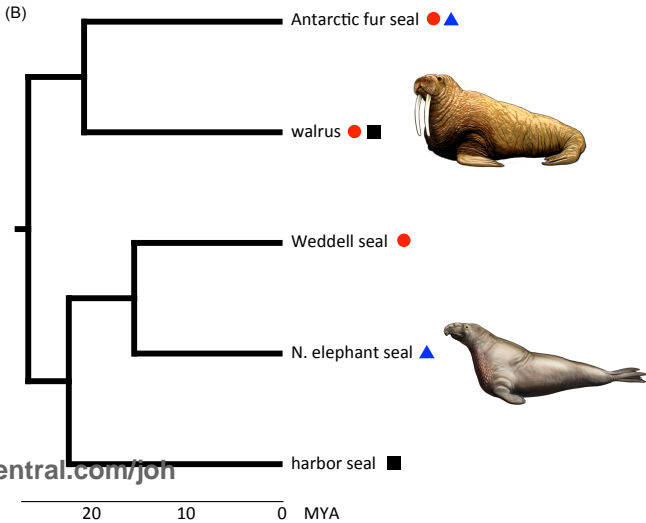 (B)
Antarctic fur seal
walrus
Weddell seal
N. elephant seal
harbor seal
entral.com/joh
20 10 0 MYA